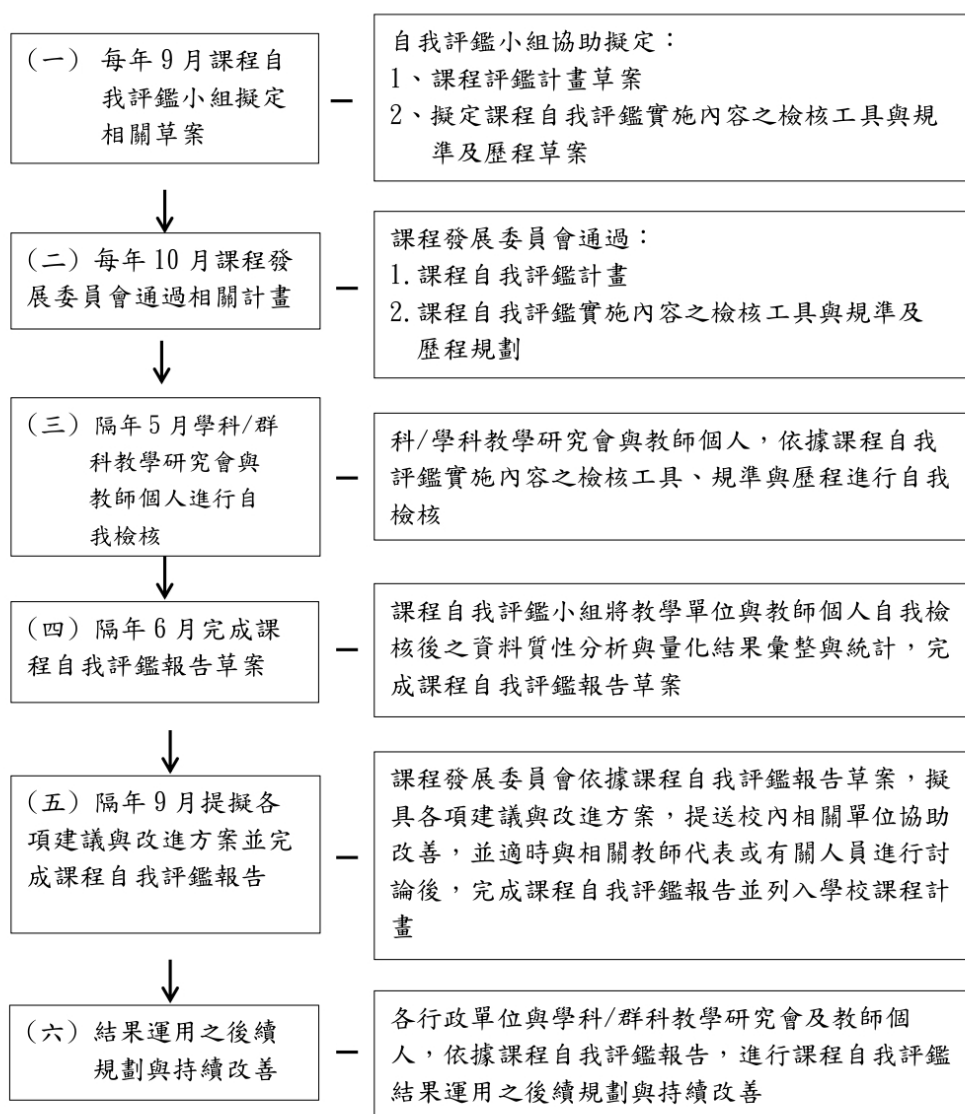 (一) 每年9月課程自
我評鑑小組擬定
相關草案
自我評鑑小組協助擬定：
1、課程評鑑計畫草案
2、擬定課程自我評鑑實施內容之檢核工具與規
準及歷程草案
(二)每年10月課程發
展委員會通過相關計畫
課程發展委員會通過：
1.課程自我評鑑計畫
2.課程自我評鑑實施內容之檢核工具與規準及
歷程規劃
(三)隔年5月學科/群
科教學研究會與
教師個人進行自
我檢核
科/學科教學研究會與教師個人，依據課程自我
評鑑實施內容之檢核工具、規準與歷程進行自我
檢核
(四)隔年6月完成課
程自我評鑑報告草案
課程自我評鑑小組將教學單位與教師個人自我檢
核後之資料質性分析與量化結果彙整與統計，完
成課程自我評鑑報告草案
(五)隔年9月提擬各
項建議與改進方案並完
成課程自我評鑑報告
課程發展委員會依據課程自我評鑑報告草案，擬
具各項建議與改進方案，提送校內相關單位協助
改善，並適時與相關教師代表或有關人員進行討
論後，完成課程自我評鑑報告並列入學校課程計
畫
(六)結果運用之後續
規劃與持續改善
各行政單位與學科/群科教學研究會及教師個
人，依據課程自我評鑑報告，進行課程自我評鑑
結果運用之後續規劃與持續改善